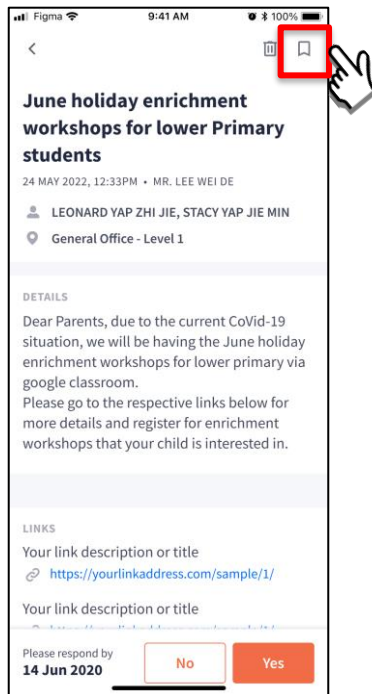 Figma 9:41 AM 100%
June holiday enrichment
workshops for lower Primary
students
24 MAY 2022, 12:33PM • MR. LEE WEI DE
LEONARD YAP ZHI JIE, STACY YAP JIE MIN
General Office - Level 1
DETAILS
Dear Parents, due to the current CoVid-19
situation, we will be having the June holiday
enrichment workshops for lower primary via
google classroom.
Please go to the respective links below for
more details and register for enrichment
workshops that your child is interested in.
LINKS
Your link description or title
https://yourlinkaddress.com/sample/1/
Your link description or title
Please respond by
14 Jun 2020
No
Yes